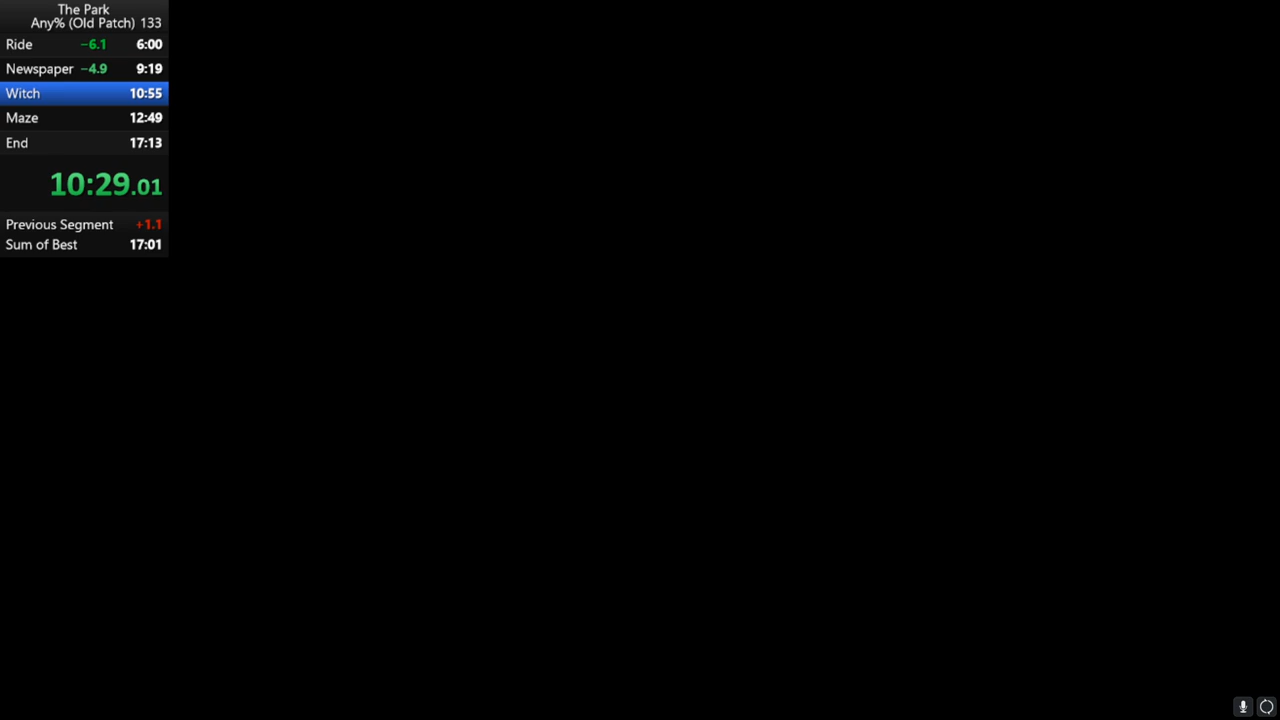 The Park
Any% (Old Patch) 133
Ride −6.1 6:00
Newspaper −4.9 9:19
Witch 10:55
Maze 12:49
End 17:13
10:29.01
Previous Segment +1.1
Sum of Best 17:01